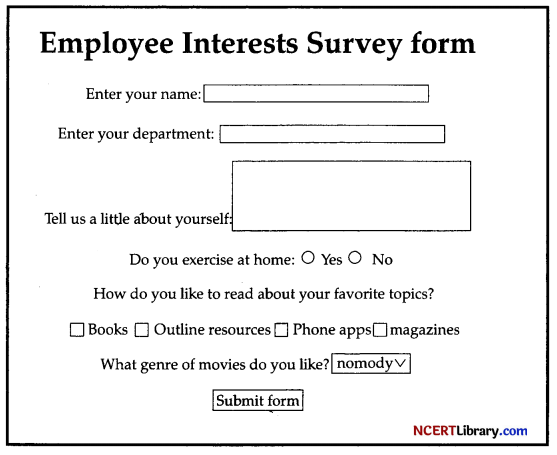 Employee Interests Survey form
Enter your name:
Enter your department:
Tell us a little about yourself:
Do you exercise at home: Yes No
How do you like to read about your favorite topics?
Books Outline resources Phone apps magazines
What genre of movies do you like? nomody
Submit form
NCERTLibrary.com